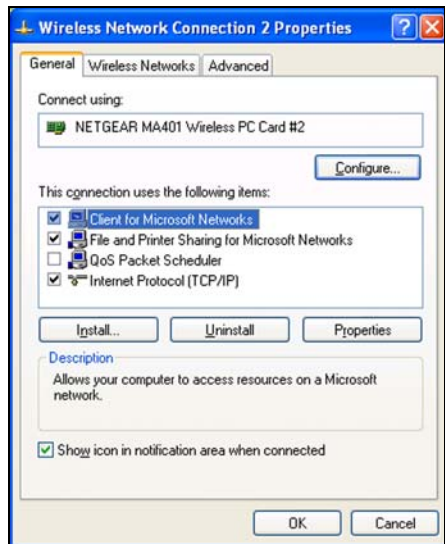 Wireless Network Connection 2 Properties
General Wireless Networks Advanced
Connect using:
NETGEAR MA401 Wireless PC Card #2
Configure...
This connection uses the following items:
Client for Microsoft Networks
File and Printer Sharing for Microsoft Networks
QoS Packet Scheduler
Internet Protocol (TCP/IP)
Install... Uninstall Properties
Description
Allows your computer to access resources on a Microsoft
network.
Show icon in notification area when connected
OK Cancel